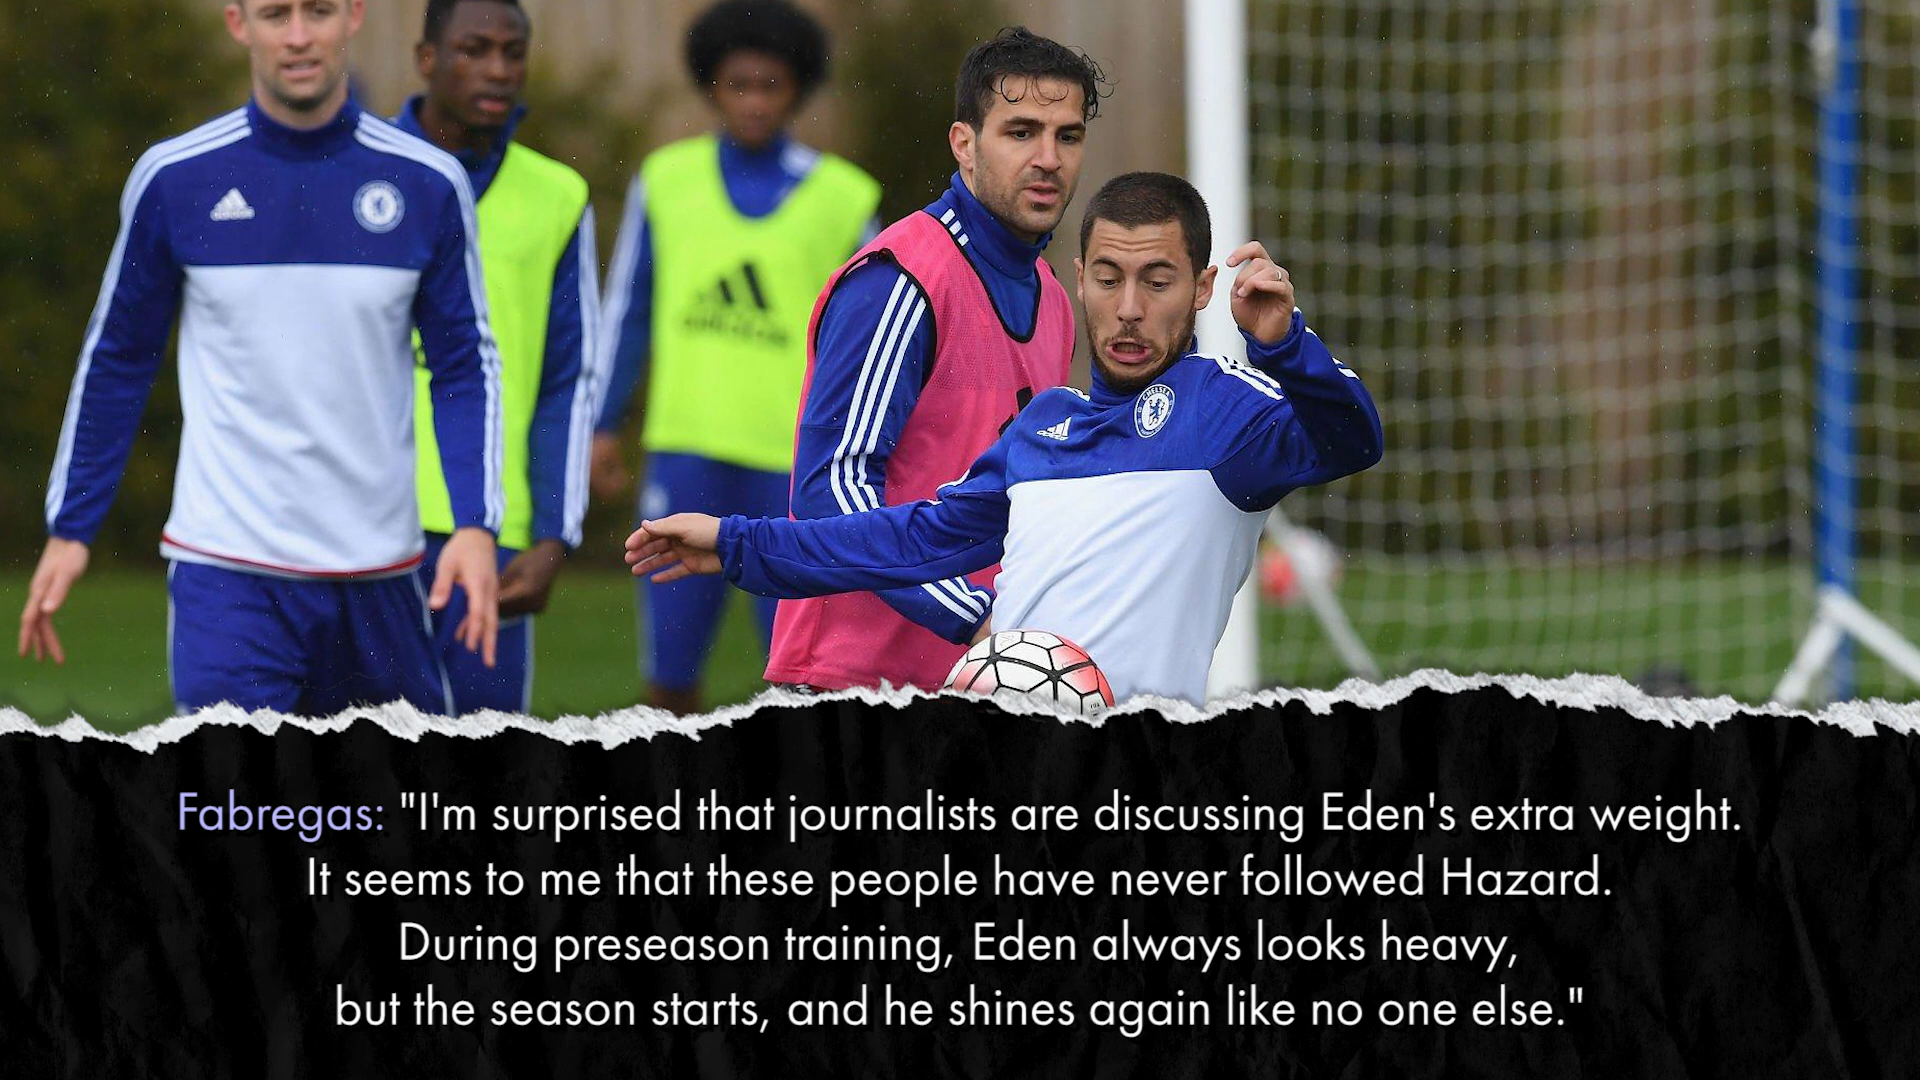 adidas
CHELSEA
Fabregas: "I'm surprised that journalists are discussing Eden's extra weight.
It seems to me that these people have never followed Hazard.
During preseason training, Eden always looks heavy,
but the season starts, and he shines again like no one else."